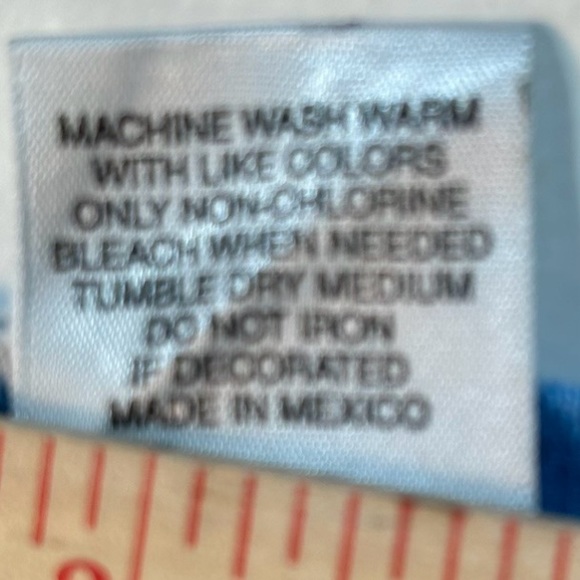 MACHINE WASH WARM
WITH LIKE COLORS
ONLY NON-CHLORINE
BLEACH WHEN NEEDED
TUMBLE DRY MEDIUM
DO NOT IRON
IF DECORATED
MADE IN MEXICO